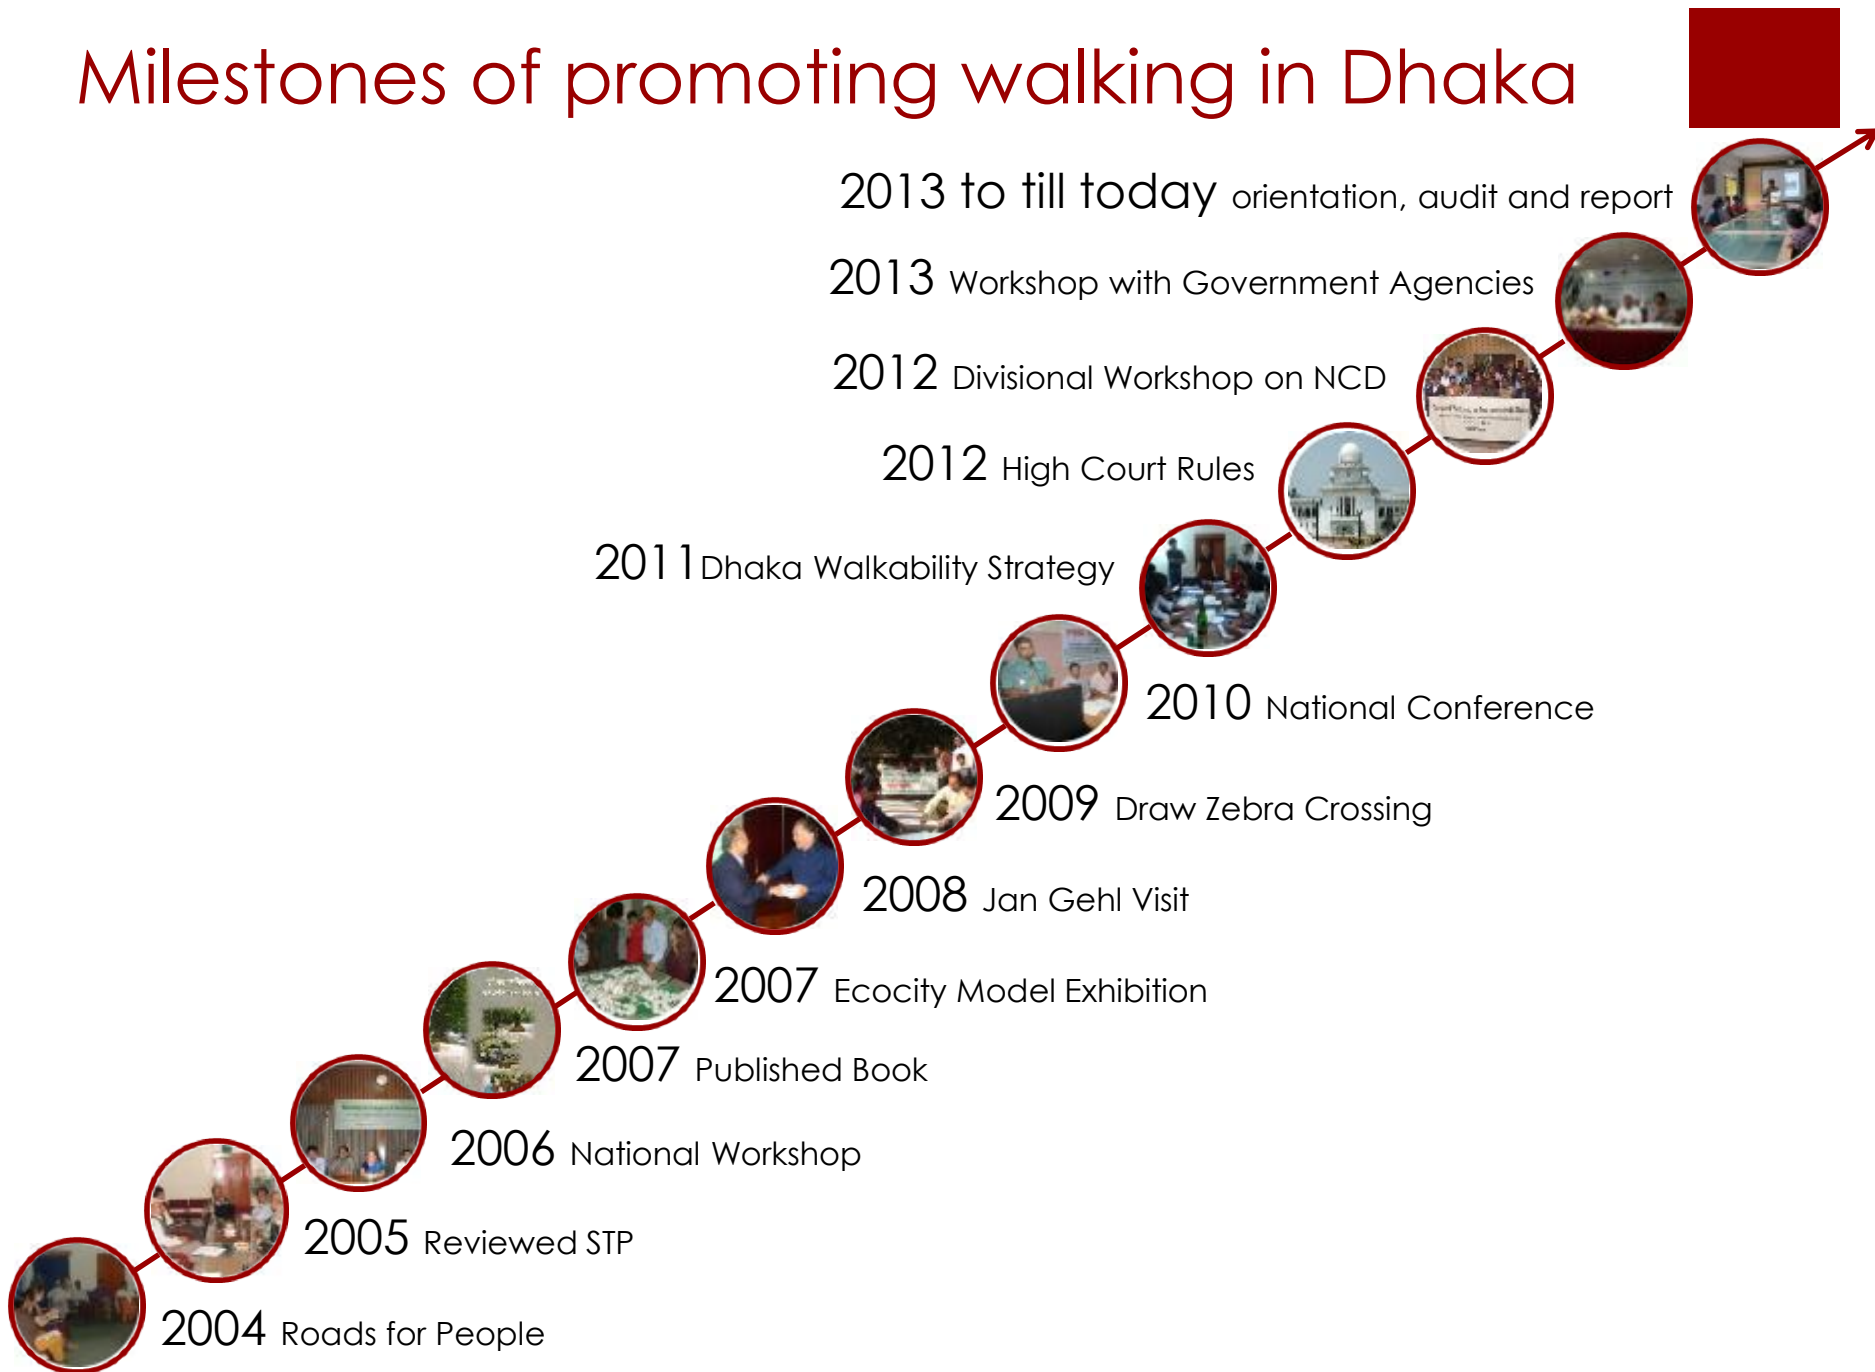 Milestones of promoting walking in Dhaka
2013 to till today orientation, audit and report
2013 Workshop with Government Agencies
2012 Divisional Workshop on NCD
2012 High Court Rules
2011Dhaka Walkability Strategy
2010 National Conference
2009 Draw Zebra Crossing
2008 Jan Gehl Visit
2007 Ecocity Model Exhibition
2007 Published Book
2006 National Workshop
2005 Reviewed STP
2004 Roads for People